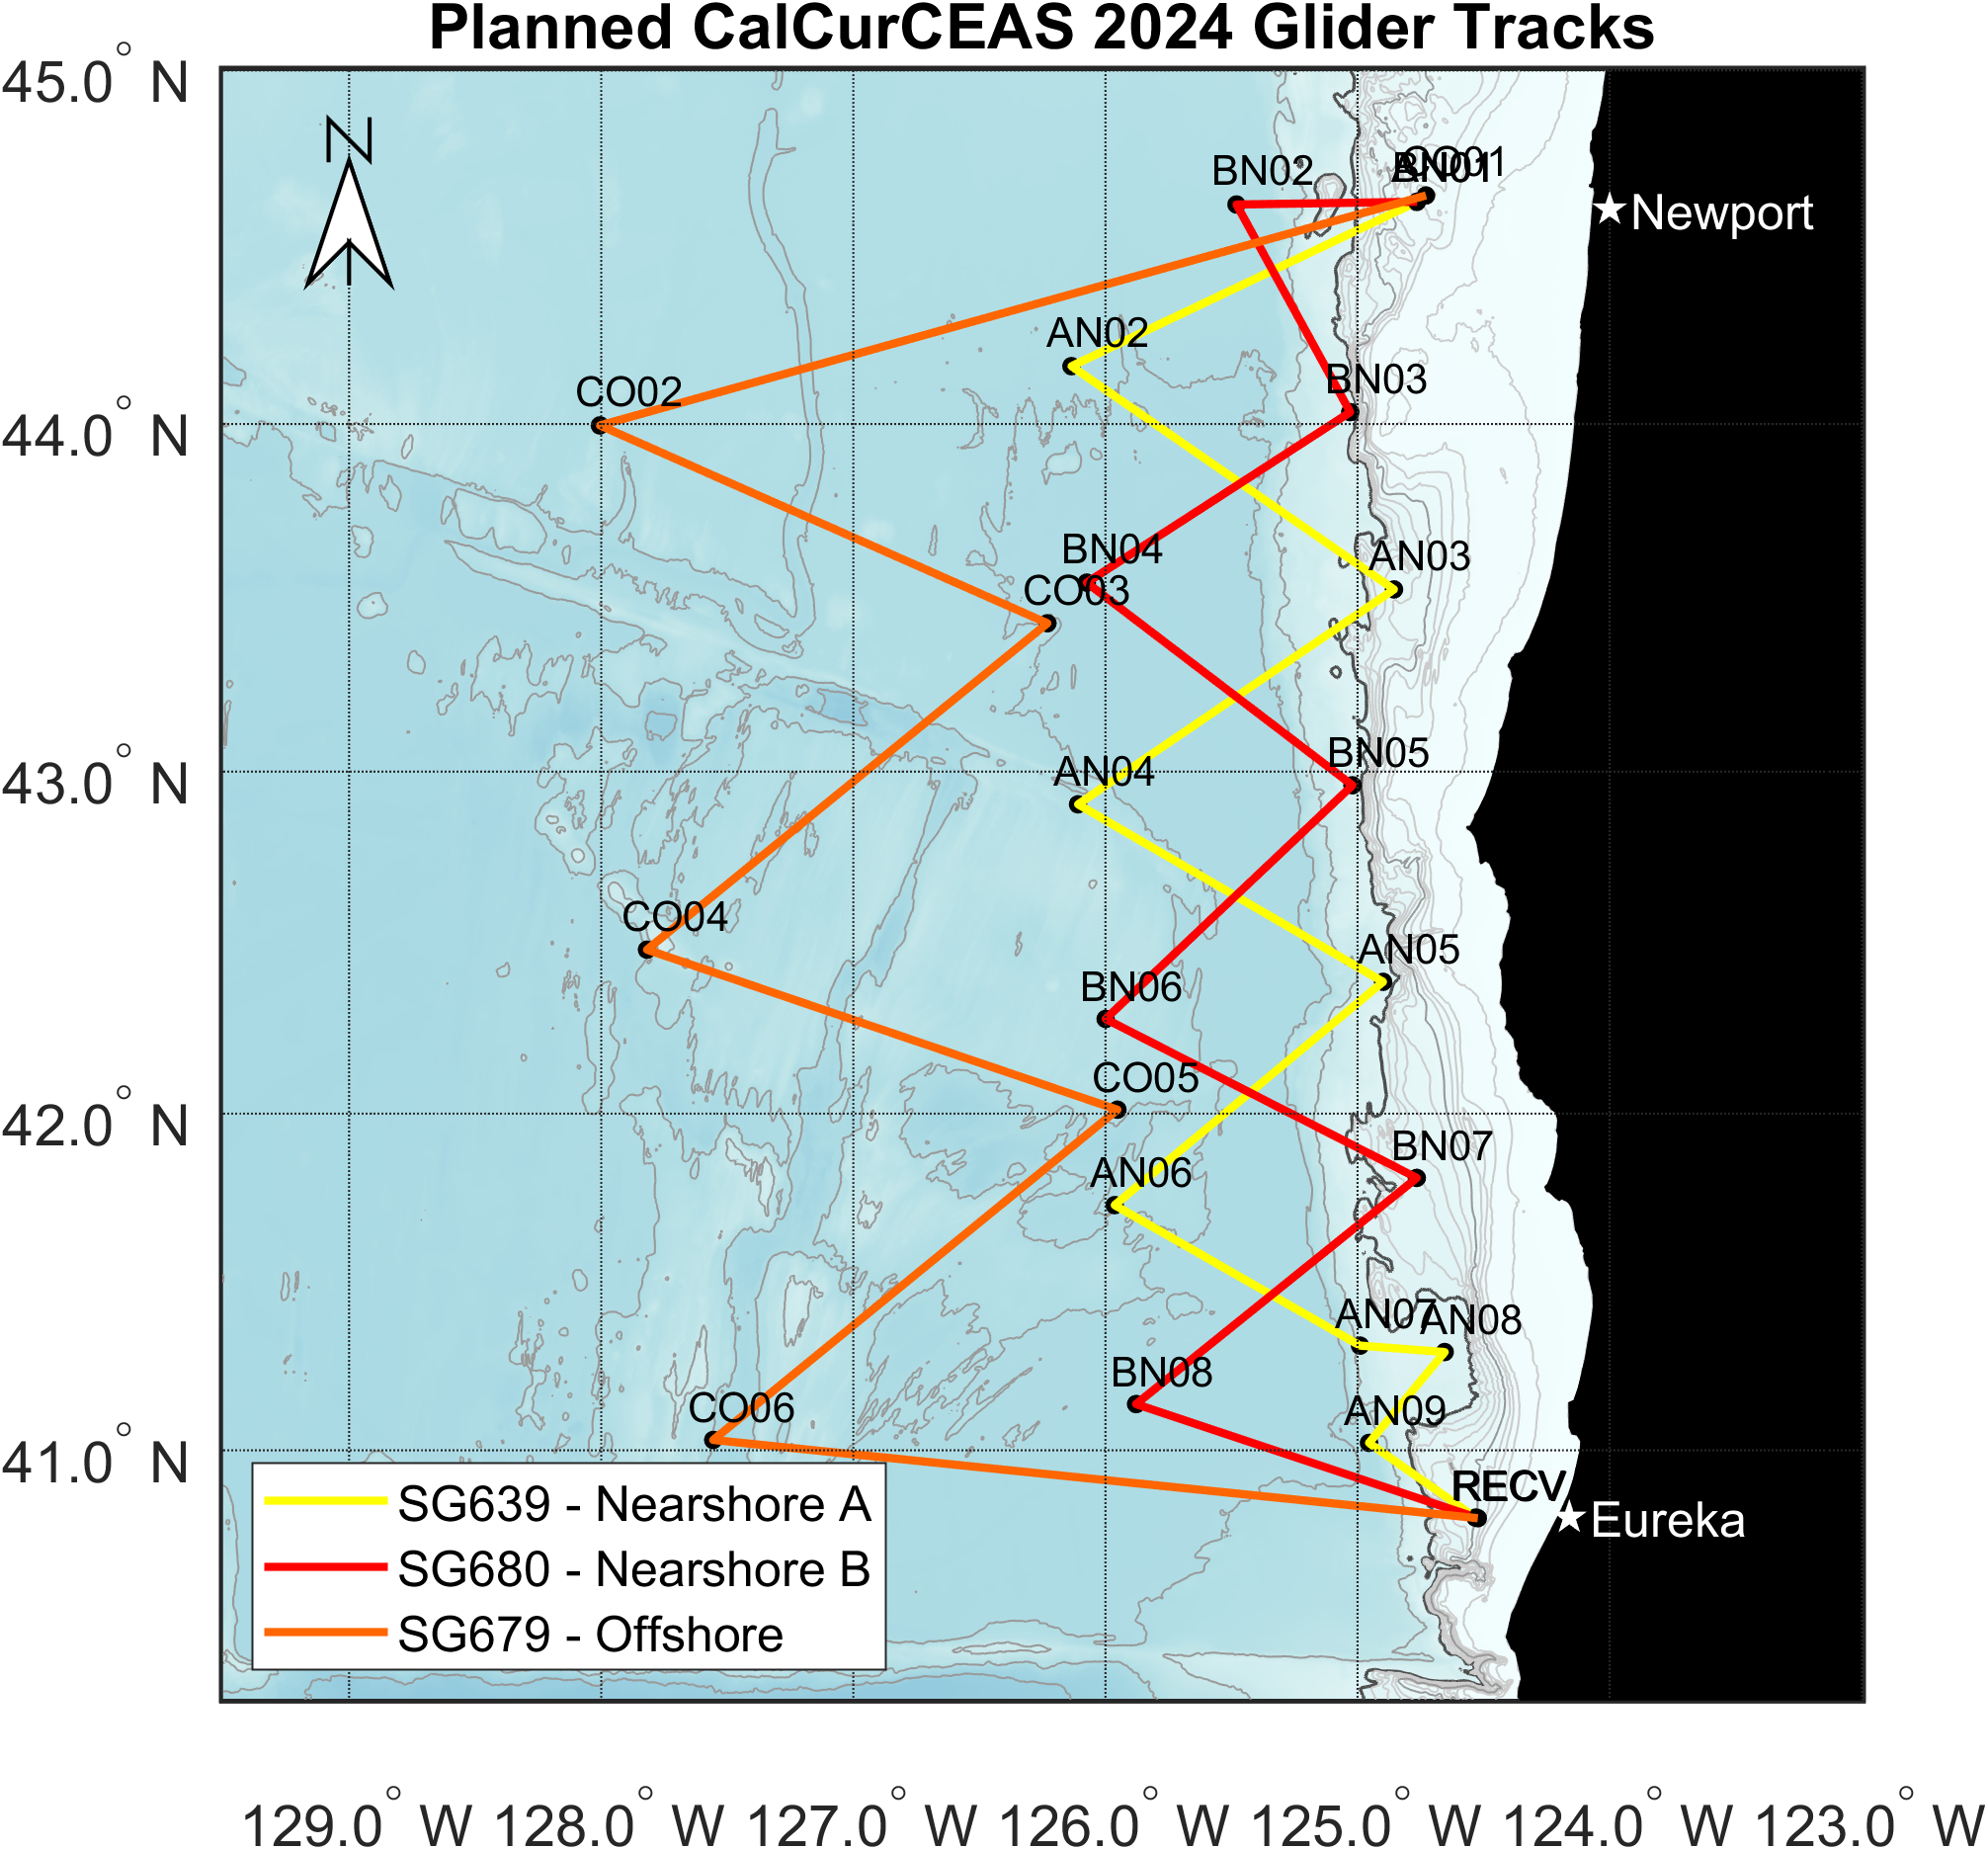 Planned CalCurCEAS 2024 Glider Tracks
45.0° N
N
BN02
CO01
BN01
Newport
AN02
BN03
CO02
44.0° N
BN04
AN03
CO03
BN05
43.0° N
AN04
CO04
AN05
BN06
CO05
42.0° N
BN07
AN06
AN07
AN08
BN08
CO06
AN09
41.0° N
RECV
Eureka
SG639 - Nearshore A
SG680 - Nearshore B
SG679 - Offshore
129.0° W 128.0° W 127.0° W 126.0° W 125.0° W 124.0° W 123.0° W